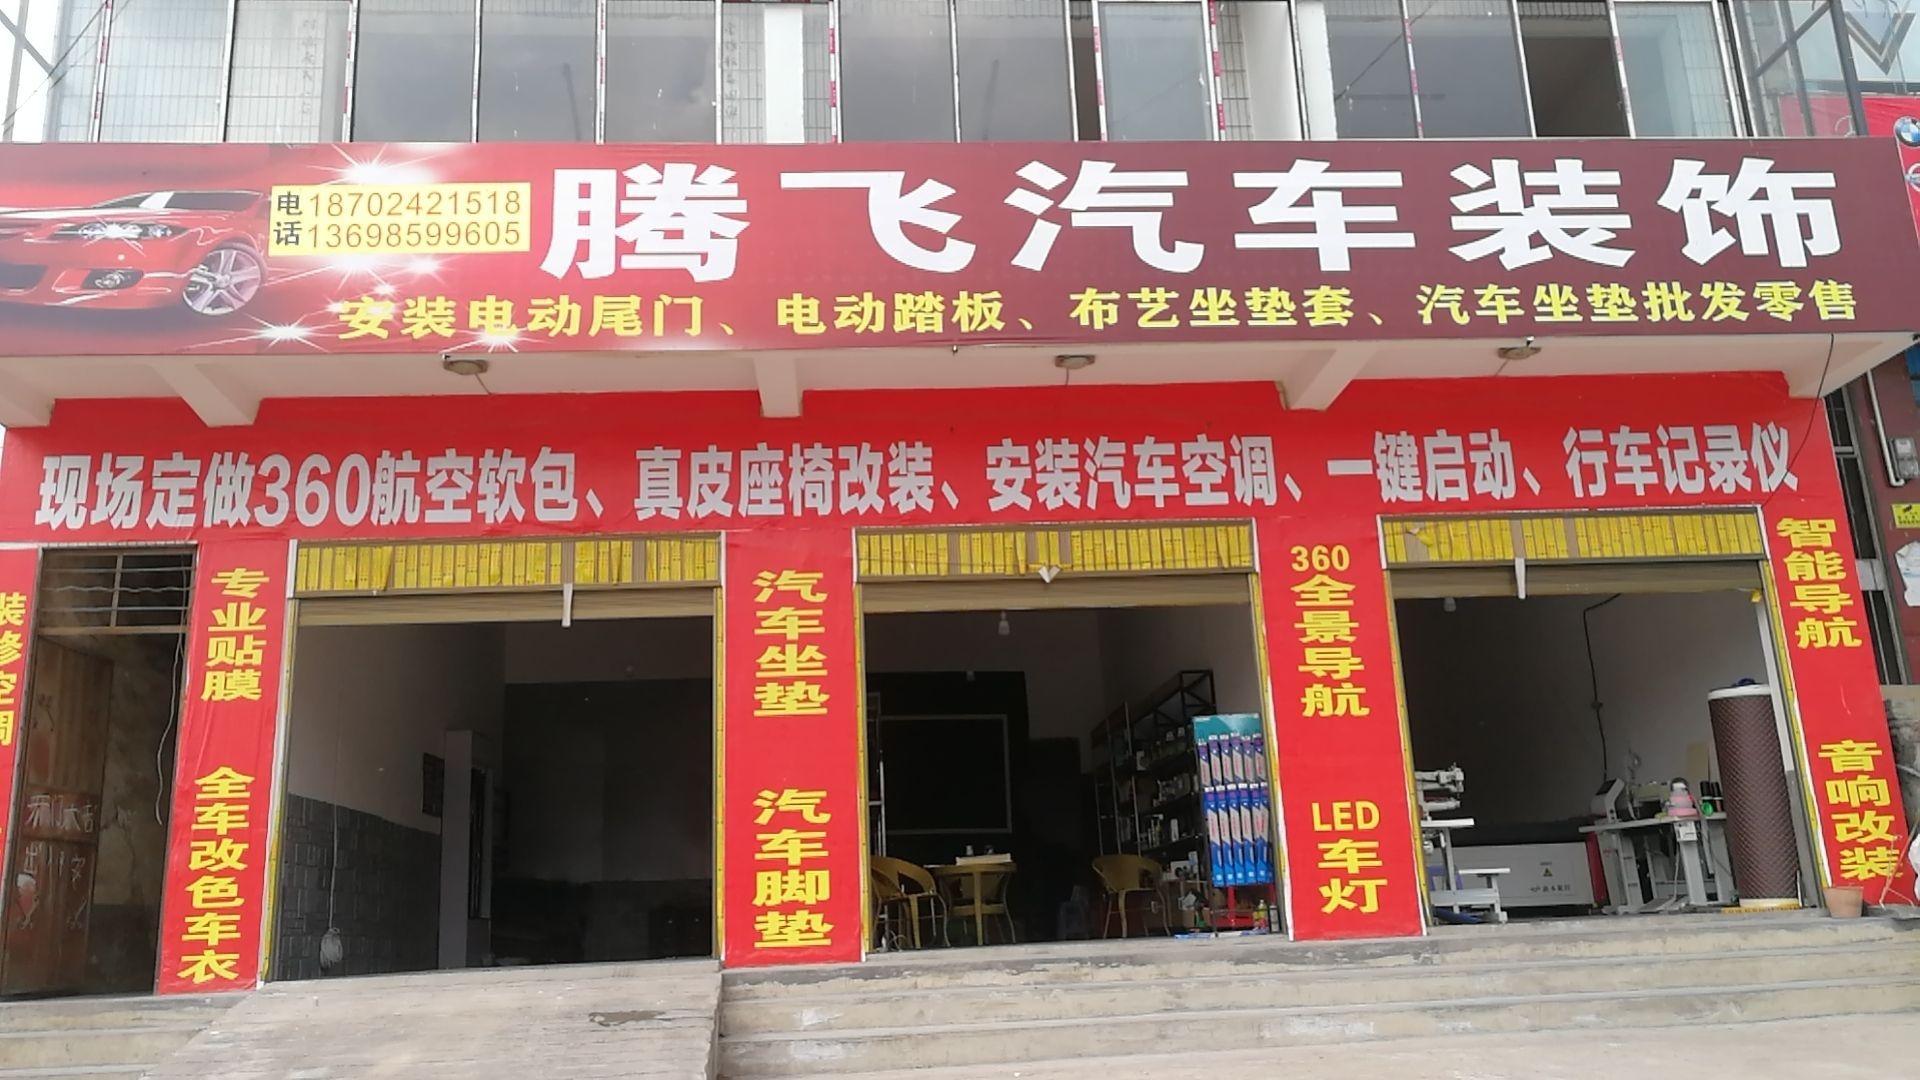 电话 18702421518
13698599605
腾飞汽车装饰
安装电动尾门、电动踏板、布艺坐垫套、汽车坐垫批发零售
现场定做360航空软包、真皮座椅改装、安装汽车空调、一键启动、行车记录仪
装修空调
专业贴膜
全车改色车衣
汽车坐垫
汽车脚垫
360全景导航
LED车灯
智能导航
音响改装